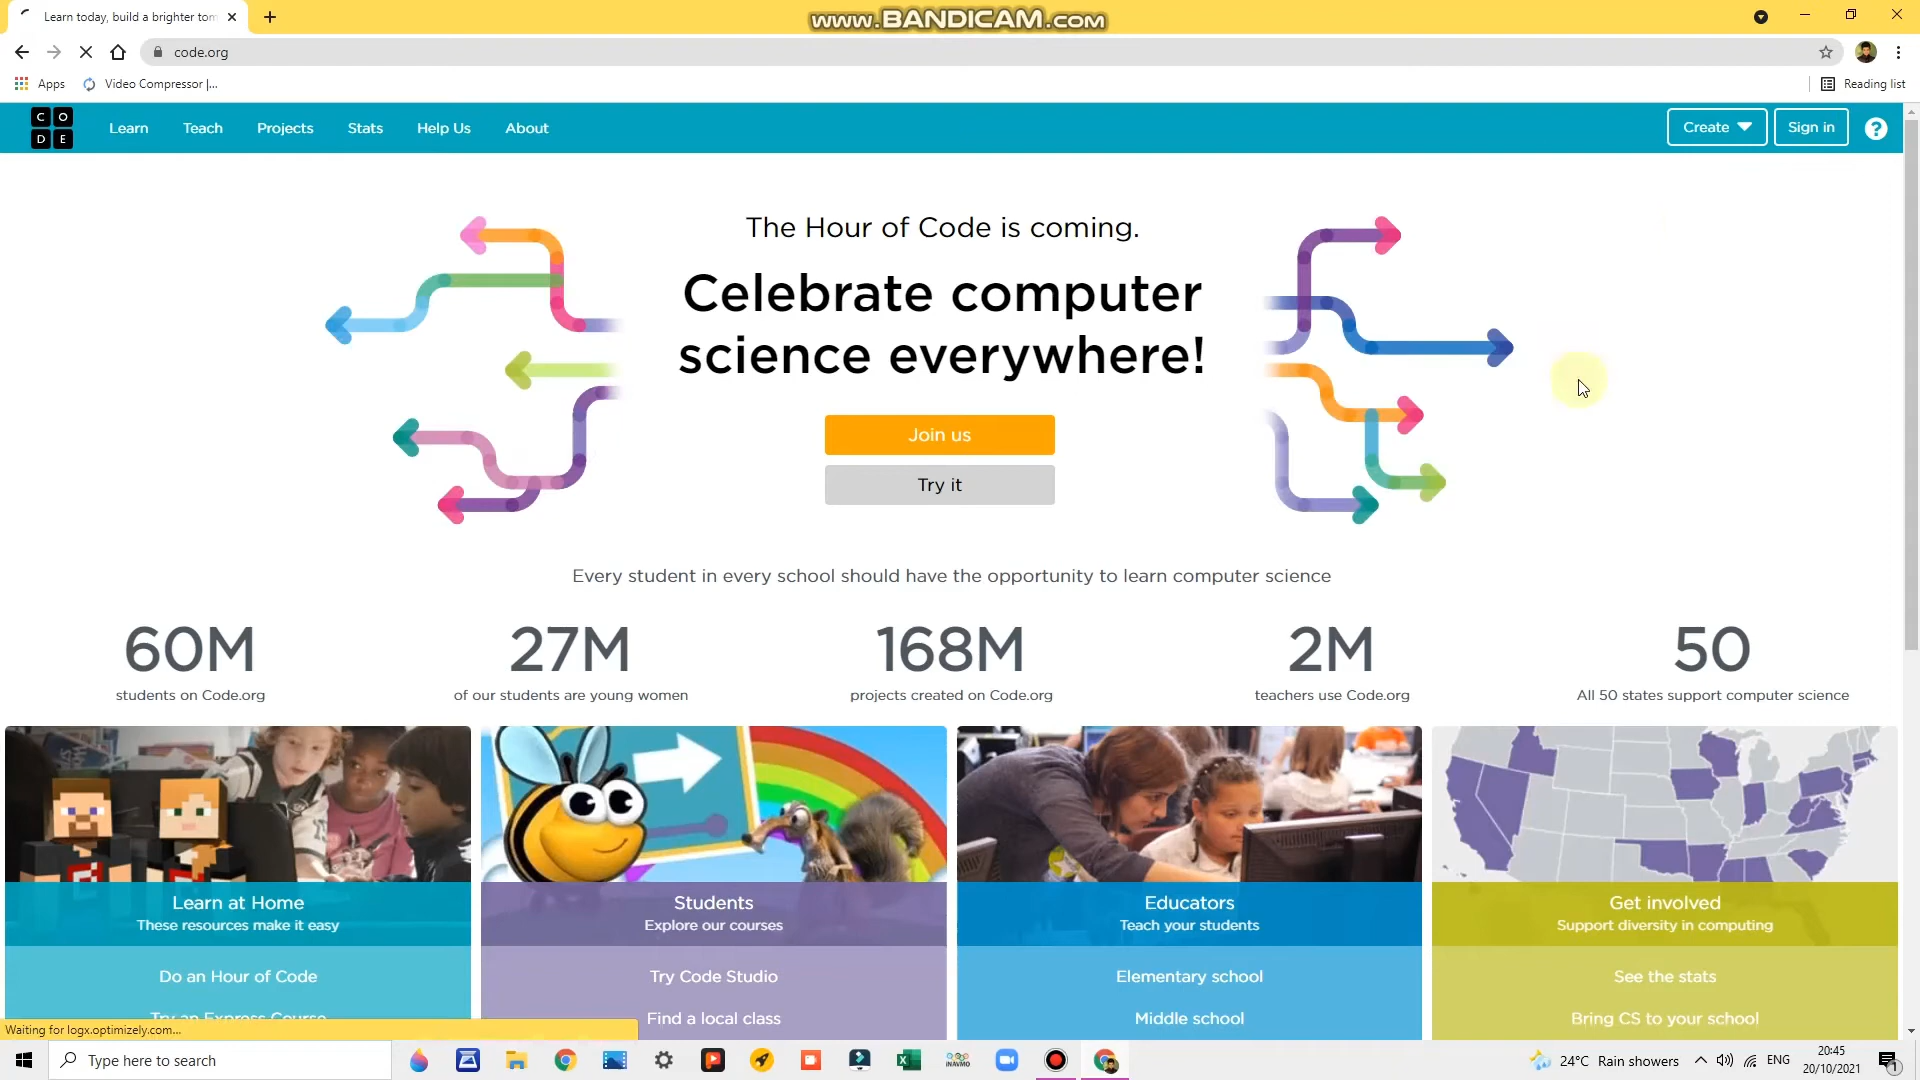 Learn today, build a brighter tom
www.BANDICAM.com
code.org
Apps
Video Compressor |...
Reading list
C O
D E
Learn
Teach
Projects
Stats
Help Us
About
Create
Sign in
?
The Hour of Code is coming.
Celebrate computer
science everywhere!
Join us
Try it
Every student in every school should have the opportunity to learn computer science
60M
students on Code.org
27M
of our students are young women
168M
projects created on Code.org
2M
teachers use Code.org
50
All 50 states support computer science
Learn at Home
These resources make it easy
Do an Hour of Code
Try an Express Course
Students
Explore our courses
Try Code Studio
Find a local class
Educators
Teach your students
Elementary school
Middle school
Get involved
Support diversity in computing
See the stats
Bring CS to your school
Waiting for logx.optimizely.com...
Type here to search
24°C Rain showers
ENG
20:45
20/10/2021
1